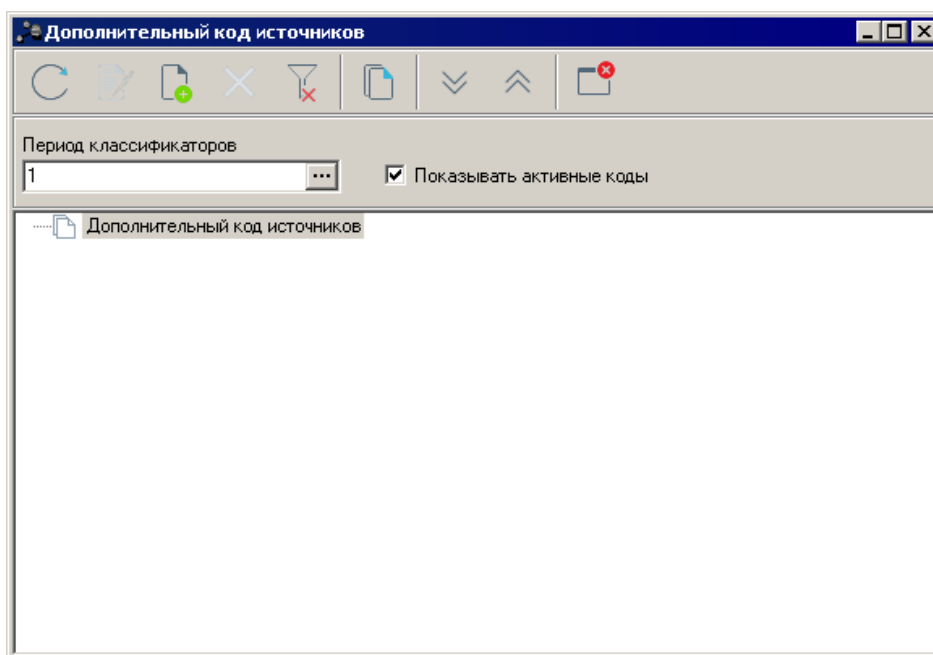 Дополнительный код источников
Период классификаторов
1
...
Показывать активные коды
Дополнительный код источников